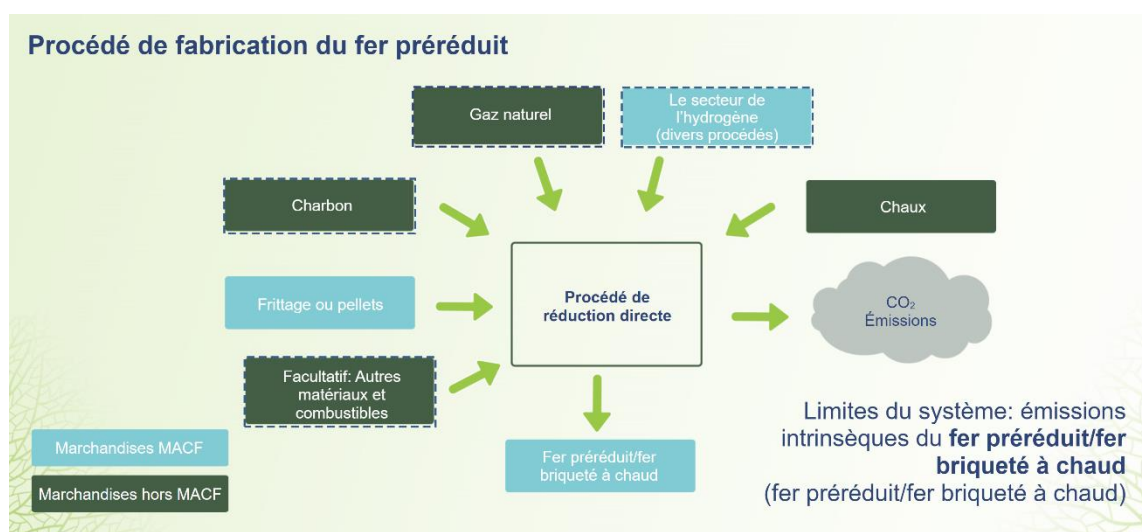 Procédé de fabrication du fer préréduit
Gaz naturel
Le secteur de
l'hydrogène
(divers procédés)
Charbon
Chaux
Frittage ou pellets
Procédé de
réduction directe
CO₂
Émissions
Facultatif: Autres
matériaux et
combustibles
Fer préréduit/fer
briqueté à chaud
Limites du système: émissions
intrinsèques du fer préréduit/fer
briqueté à chaud
(fer préréduit/fer briqueté à chaud)
Marchandises MACF
Marchandises hors MACF